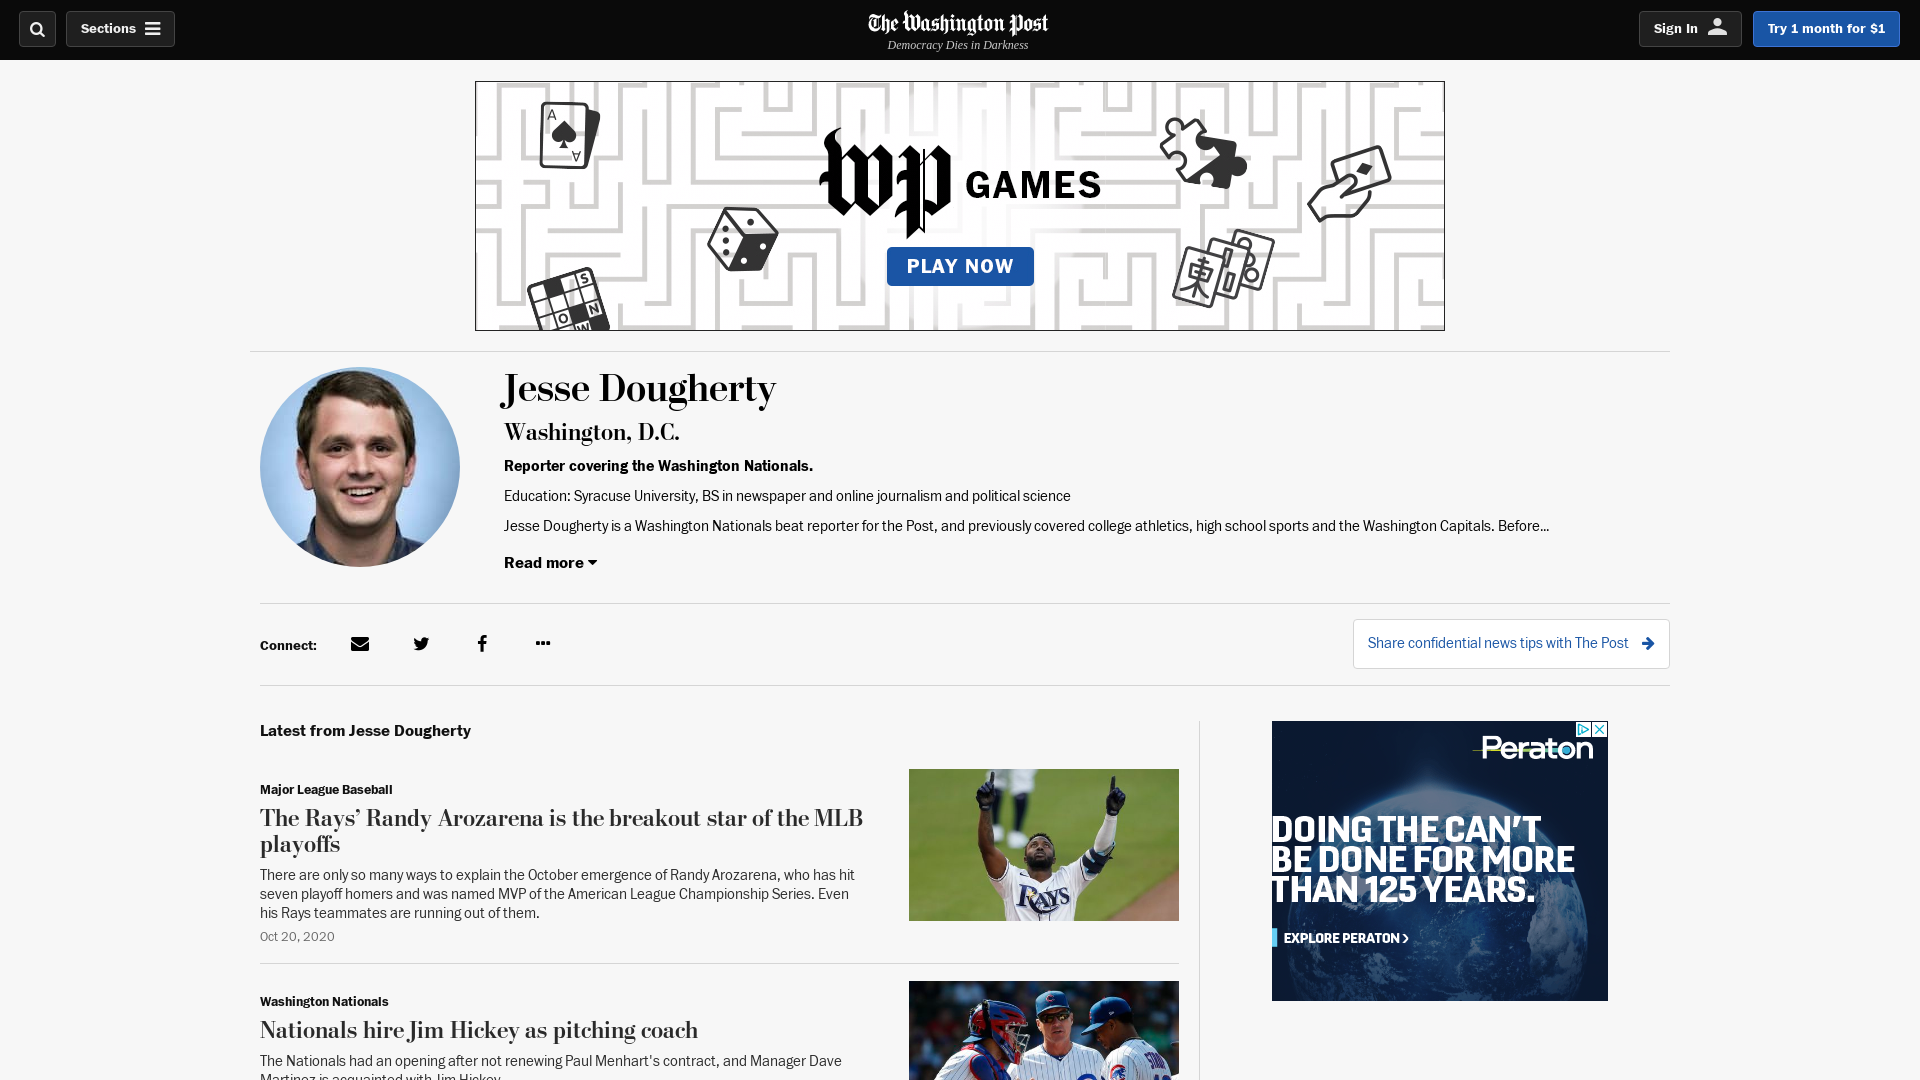 Sections
The Washington Post
Democracy Dies in Darkness
Sign In
Try 1 month for $1
A
A
wp GAMES
PLAY NOW
S
O N
W
東
Jesse Dougherty
Washington, D.C.
Reporter covering the Washington Nationals.
Education: Syracuse University, BS in newspaper and online journalism and political science
Jesse Dougherty is a Washington Nationals beat reporter for the Post, and previously covered college athletics, high school sports and the Washington Capitals. Before...
Read more
Connect:
Share confidential news tips with The Post
Latest from Jesse Dougherty
Major League Baseball
The Rays’ Randy Arozarena is the breakout star of the MLB
playoffs
There are only so many ways to explain the October emergence of Randy Arozarena, who has hit
seven playoff homers and was named MVP of the American League Championship Series. Even
his Rays teammates are running out of them.
Oct 20, 2020
RAYS
Washington Nationals
Nationals hire Jim Hickey as pitching coach
The Nationals had an opening after not renewing Paul Menhart's contract, and Manager Dave
Martinez is acquainted with Jim Hickey.
Peraton
DOING THE CAN’T
BE DONE FOR MORE
THAN 125 YEARS.
EXPLORE PERATON ›